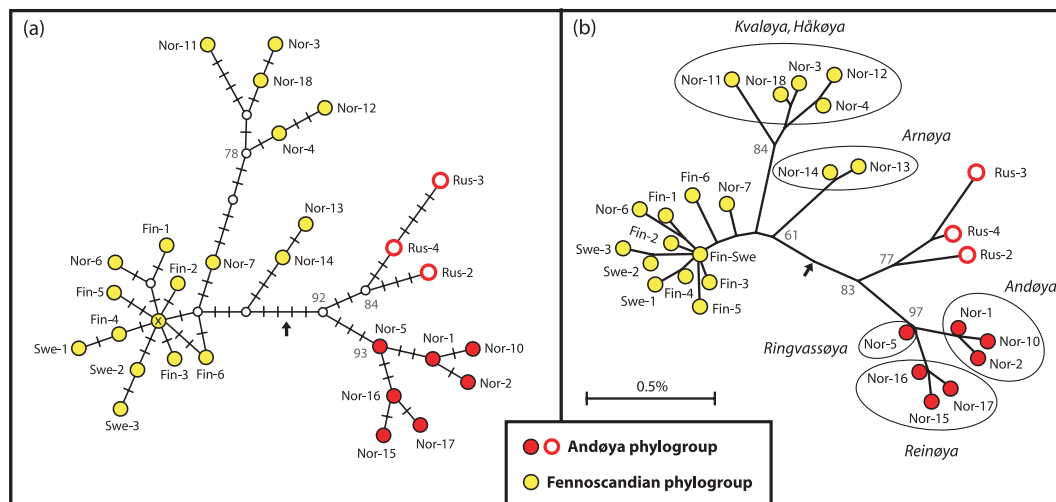 (a)
Nor-11
Nor-3
Nor-18
Nor-12
Nor-4
78
Rus-3
Nor-13
Rus-4
Fin-1
Nor-14
Nor-6
Fin-2
Nor-7
Rus-2
Fin-5
92
84
Fin-4
X
Nor-5
Nor-1
Nor-10
Swe-1
93
Swe-2
Fin-3
Fin-6
Nor-2
Nor-16
Swe-3
Nor-15
Nor-17
(b)
Kvaløya, Håkøya
Nor-3
Nor-11
Nor-18
Nor-12
Nor-4
Arnøya
84
Nor-14
Nor-13
Fin-6
Rus-3
Fin-1
Nor-7
Nor-6
61
Rus-4
Fin-2
Swe-3
Fin-Swe
Rus-2
77
Swe-2
Fin-3
Andøya
Fin-4
83
Swe-1
Fin-5
97
Nor-1
Nor-10
Ringvassøya
Nor-5
Nor-2
0.5%
Nor-16
Nor-17
Nor-15
Reinøya
Andøya phylogroup
Fennoscandian phylogroup